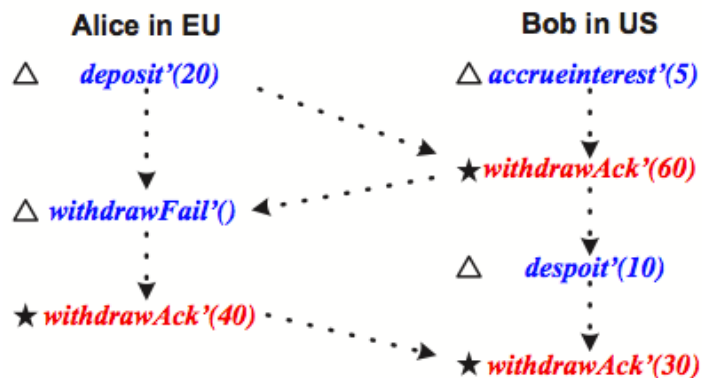 Alice in EU
Bob in US
deposit’(20)
accrueinterest’(5)
withdrawAck’(60)
withdrawFail’()
despoit’(10)
withdrawAck’(40)
withdrawAck’(30)